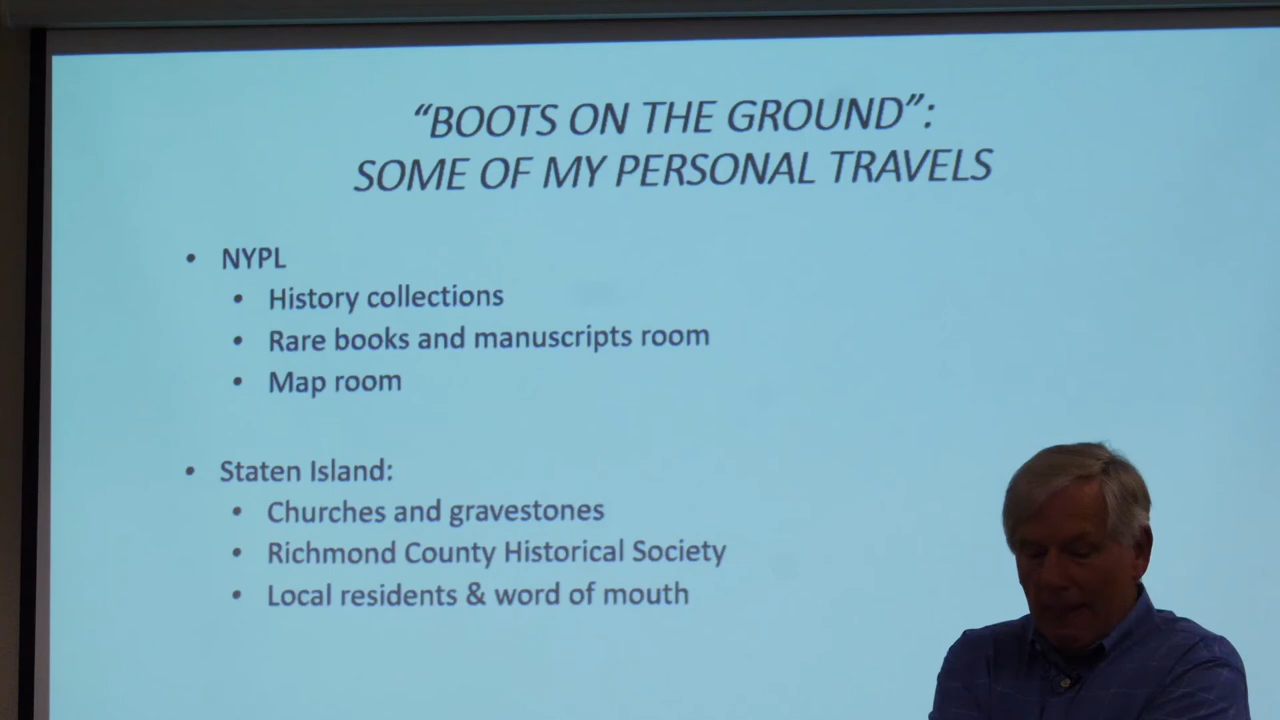 “BOOTS ON THE GROUND”:
SOME OF MY PERSONAL TRAVELS
• NYPL
• History collections
• Rare books and manuscripts room
• Map room
• Staten Island:
• Churches and gravestones
• Richmond County Historical Society
• Local residents & word of mouth